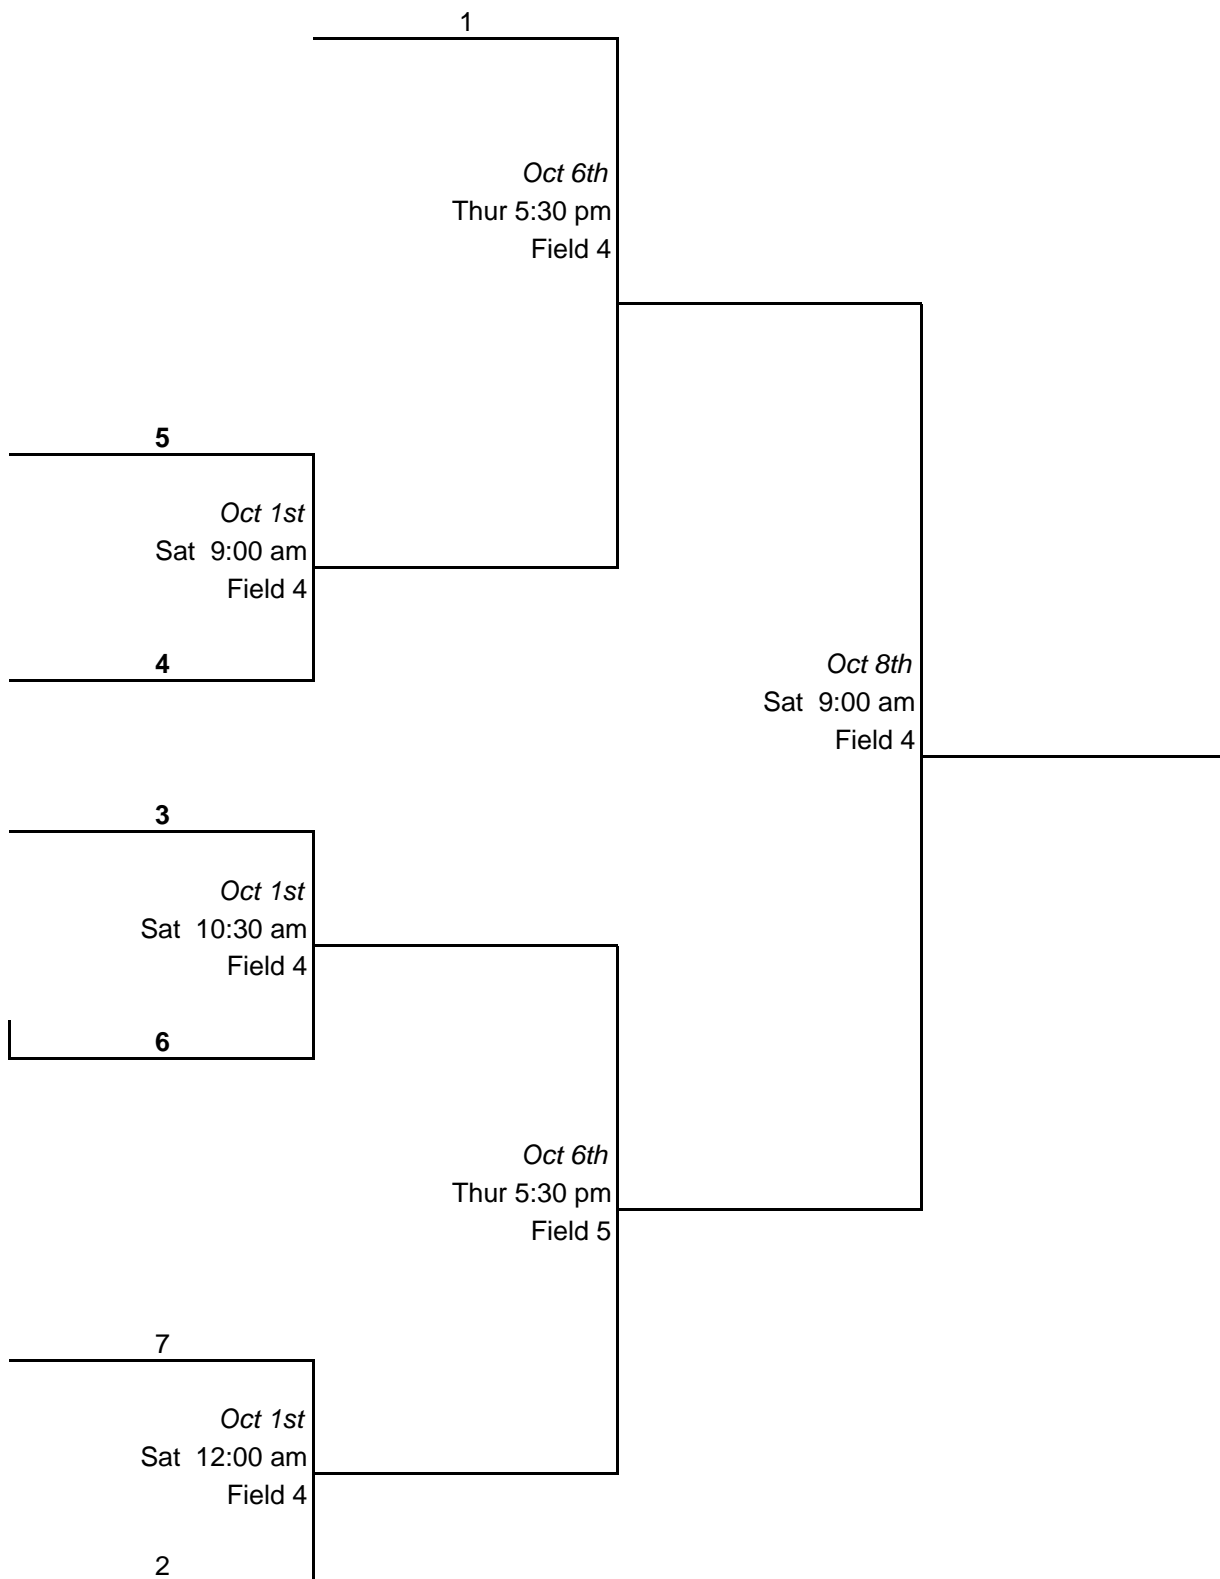 1
Oct 6th
Thur 5:30 pm
Field 4
5
Oct 1st
Sat  9:00 am
Field 4
4
Oct 8th
Sat  9:00 am
Field 4
3
Oct 1st
Sat  10:30 am
Field 4
6
Oct 6th
Thur 5:30 pm
Field 5
7
Oct 1st
Sat  12:00 am
Field 4
2